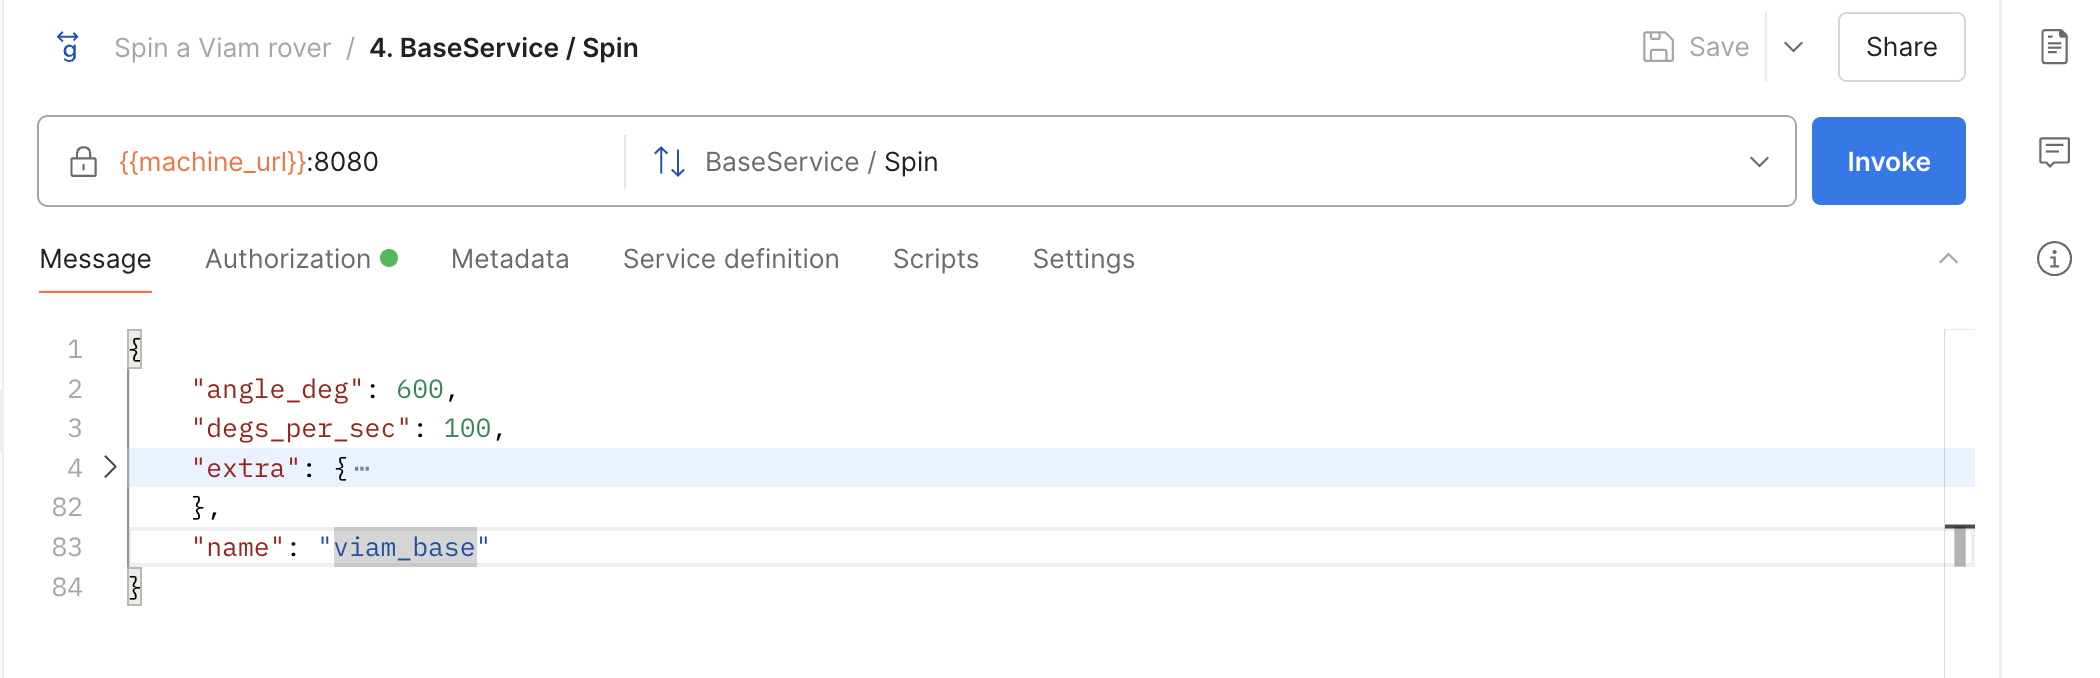 Spin a Viam rover / 4. BaseService / Spin Save Share
{{machine_url}}:8080 BaseService / Spin Invoke
Message Authorization Metadata Service definition Scripts Settings
1 {
2 "angle_deg": 600,
3 "degs_per_sec": 100,
4 "extra": {⋯
82 },
83 "name": "viam_base"
84 }